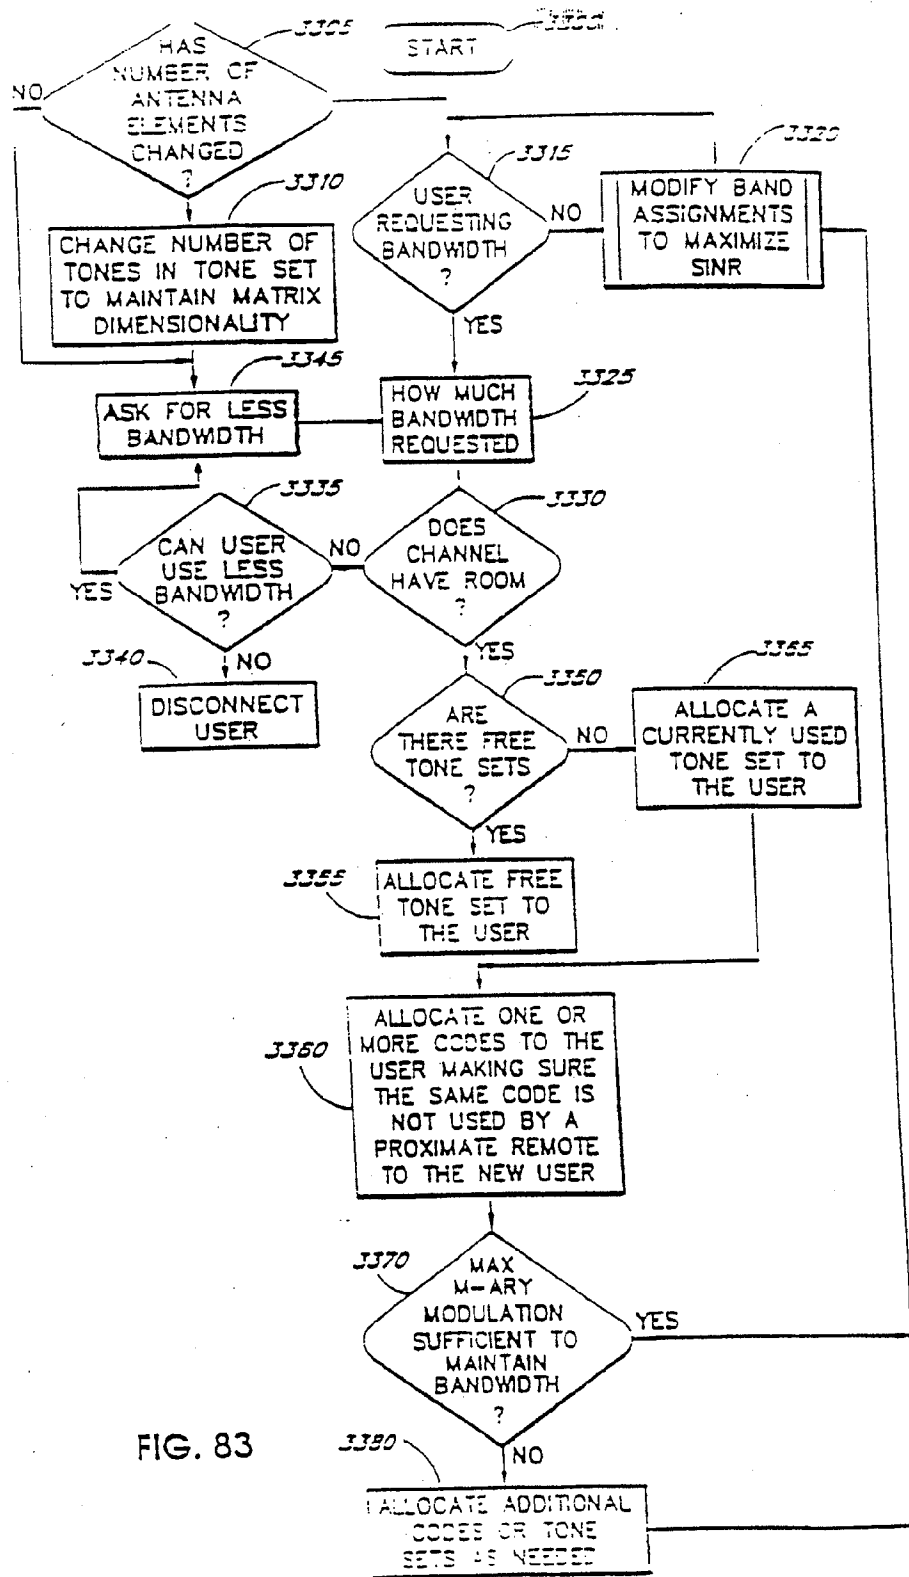 3305
HAS
NUMBER OF
ANTENNA
ELEMENTS
CHANGED
?
NO
3300
START
3310
CHANGE NUMBER OF
TONES IN TONE SET
TO MAINTAIN MATRIX
DIMENSIONALITY
3315
USER
REQUESTING
BANDWIDTH
?
NO
YES
3320
MODIFY BAND
ASSIGNMENTS
TO MAXIMIZE
SINR
3345
ASK FOR LESS
BANDWIDTH
3325
HOW MUCH
BANDWIDTH
REQUESTED
3335
CAN USER
USE LESS
BANDWIDTH
?
YES
NO
3330
DOES
CHANNEL
HAVE ROOM
?
YES
3340
NO
DISCONNECT
USER
3350
ARE
THERE FREE
TONE SETS
?
NO
YES
3365
ALLOCATE A
CURRENTLY USED
TONE SET TO
THE USER
3355
ALLOCATE FREE
TONE SET TO
THE USER
3360
ALLOCATE ONE OR
MORE CODES TO THE
USER MAKING SURE
THE SAME CODE IS
NOT USED BY A
PROXIMATE REMOTE
TO THE NEW USER
3370
MAX
M-ARY
MODULATION
SUFFICIENT TO
MAINTAIN
BANDWIDTH
?
YES
NO
FIG. 83
3380
ALLOCATE ADDITIONAL
CODES OR TONE
SETS AS NEEDED